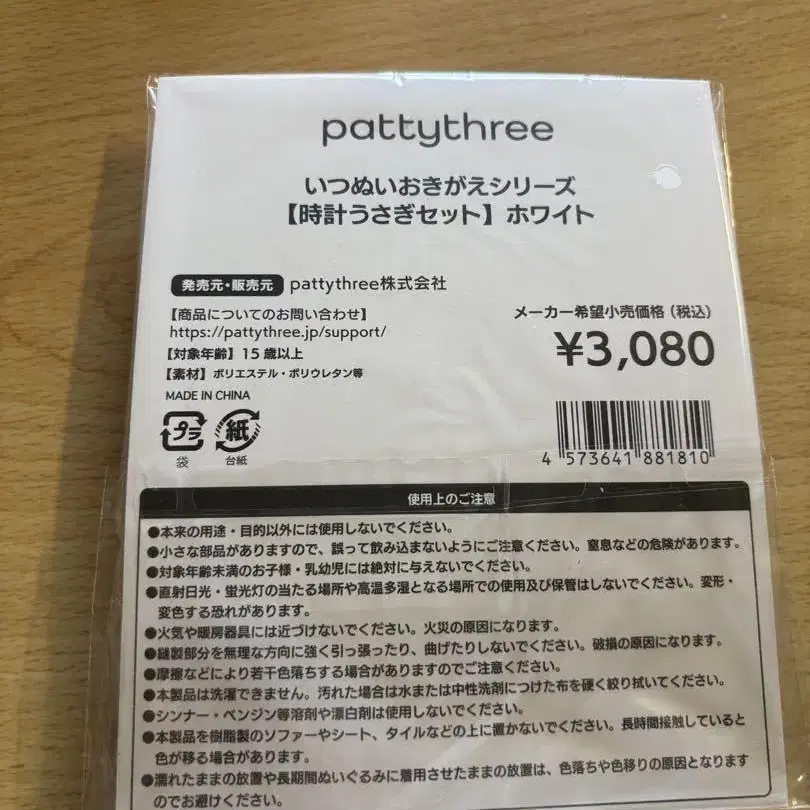 pattythree
いつぬいおきがえシリーズ
【時計うさぎセット】ホワイト
発売元・販売元 pattythree株式会社
【商品についてのお問い合わせ】
https://pattythree.jp/support/
【対象年齢】15歳以上
【素材】ポリエステル・ポリウレタン等
MADE IN CHINA
プラ
袋
紙
台紙
メーカー希望小売価格(税込)
¥3,080
4 573641 881810
使用上のご注意
●本来の用途・目的以外には使用しないでください。
●小さな部品がありますので、誤って飲み込まないようにご注意ください。窒息などの危険があります。
●対象年齢未満のお子様・乳幼児には絶対に与えないでください。
●直射日光・蛍光灯の当たる場所や高温多湿となる場所での使用及び保管はしないでください。変形・
変色する恐れがあります。
●火気や暖房器具には近づけないでください。火災の原因になります。
●縫製部分を無理な方向に強く引っ張ったり、曲げたりしないでください。破損の原因になります。
●摩擦などにより若干色落ちする場合がありますのでご注意ください。
●本製品は洗濯できません。汚れた場合は水または中性洗剤につけた布を硬く絞り拭いてください。
●シンナー・ベンジン等溶剤や漂白剤は使用しないでください。
●本製品を樹脂製のソファーやシート、タイルなどの上に置かないでください。長時間接触していると
色が移る場合があります。
●濡れたままの放置や長期間ぬいぐるみに着用させたままの放置は、色落ちや色移りの原因となります
のでお避けください。